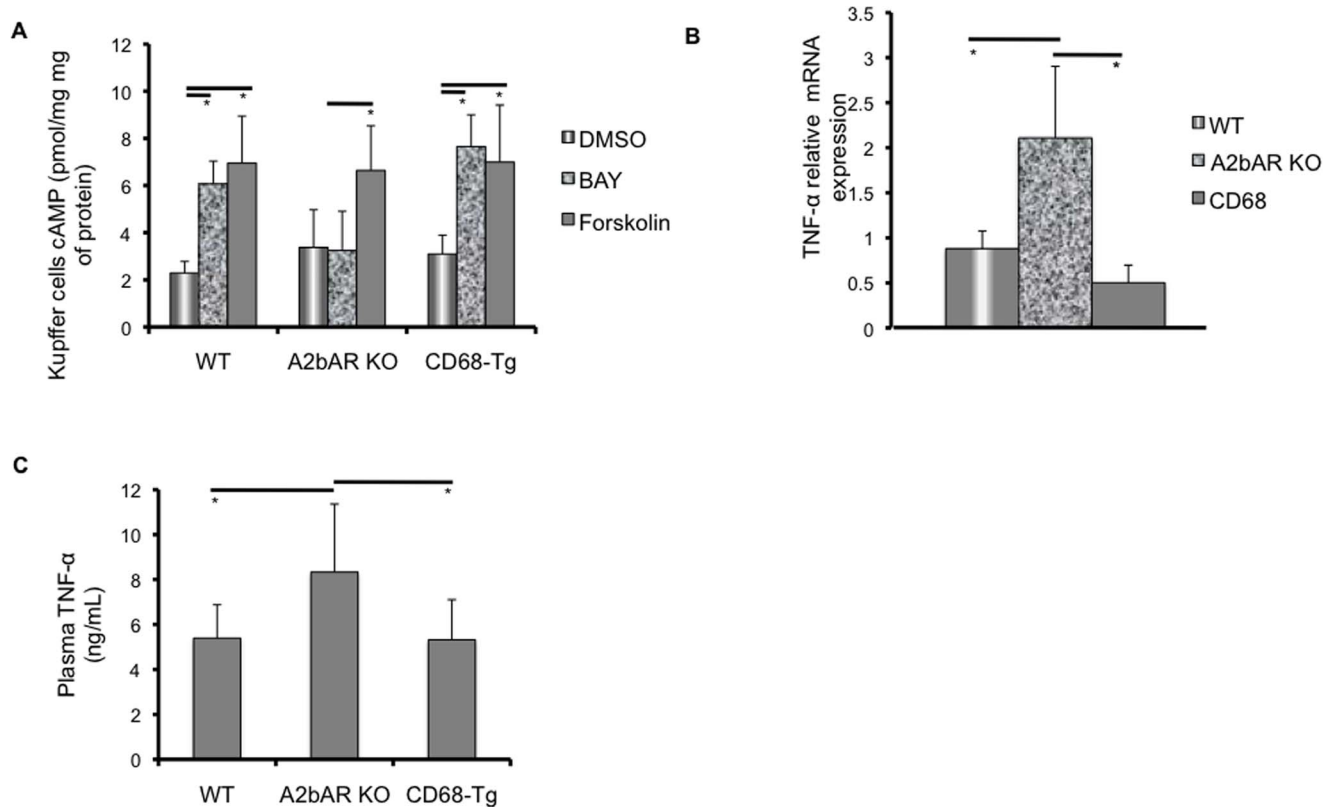 A
Kupffer cells cAMP (pmol/mg mg
of protein)
12
10
8
6
4
2
0
* * * * *
WT A2bAR KO CD68-Tg
DMSO
BAY
Forskolin
B
TNF-α relative mRNA
expression
3.5
3
2.5
2
1.5
1
0.5
0
* *
WT
A2bAR KO
CD68
C
Plasma TNF-α
(ng/mL)
12
10
8
6
4
2
0
* *
WT A2bAR KO CD68-Tg